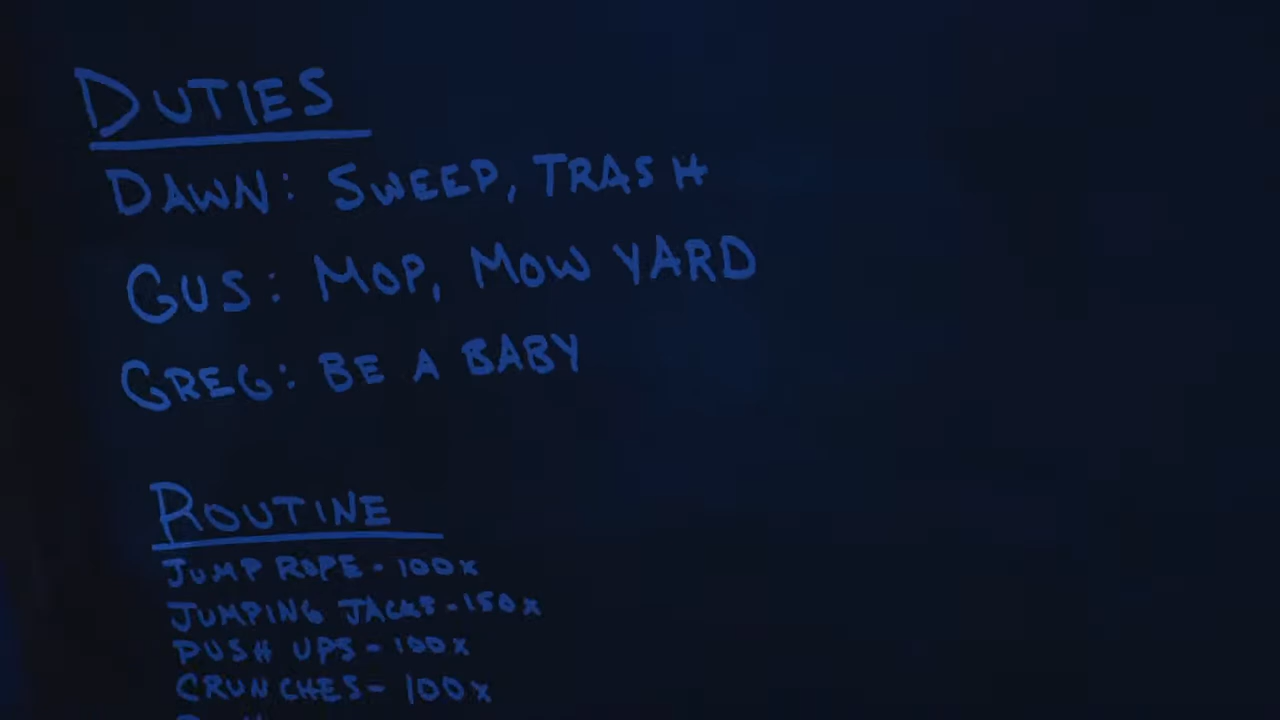 DUTIES
DAWN: SWEEP, TRASH
GUS: MOP, MOW YARD
GREG: BE A BABY
ROUTINE
JUMP ROPE - 100X
JUMPING JACKS - 150X
PUSH UPS - 100X
CRUNCHES - 100X